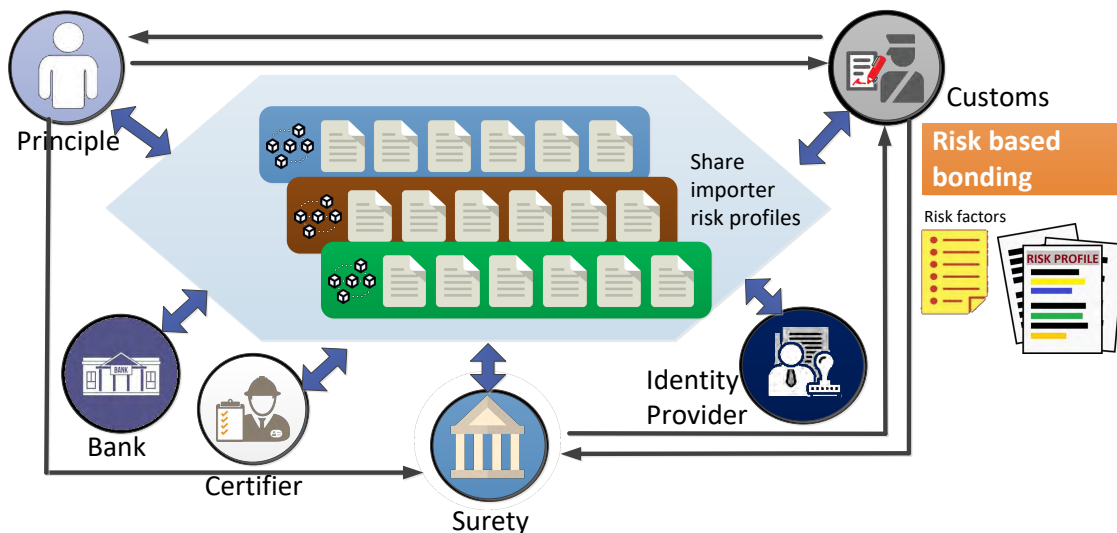 Principle
Customs
Risk based
bonding
Share
importer
risk profiles
Risk factors
RISK PROFILE
BANK
Bank
Certifier
Surety
Identity
Provider